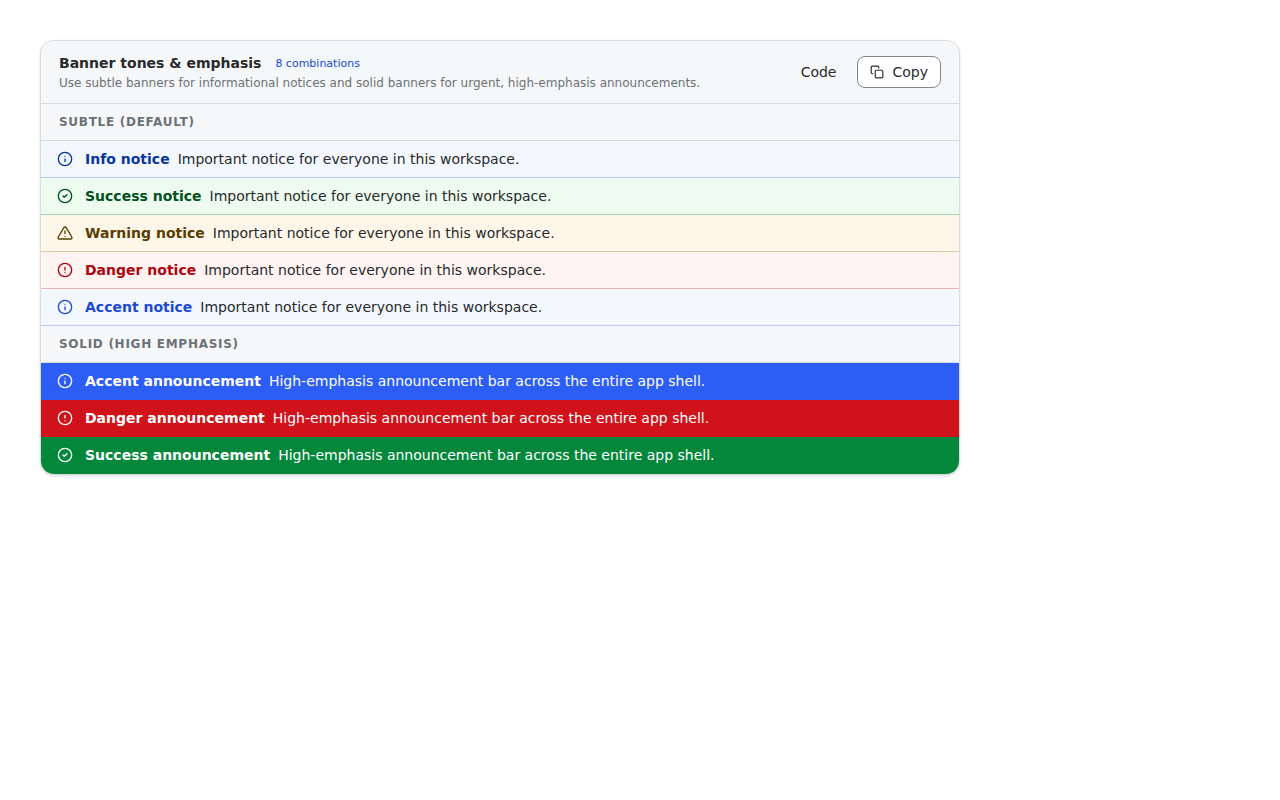 Banner tones & emphasis 8 combinations
Use subtle banners for informational notices and solid banners for urgent, high-emphasis announcements.
Code
Copy
SUBTLE (DEFAULT)
Info notice Important notice for everyone in this workspace.
Success notice Important notice for everyone in this workspace.
Warning notice Important notice for everyone in this workspace.
Danger notice Important notice for everyone in this workspace.
Accent notice Important notice for everyone in this workspace.
SOLID (HIGH EMPHASIS)
Accent announcement High-emphasis announcement bar across the entire app shell.
Danger announcement High-emphasis announcement bar across the entire app shell.
Success announcement High-emphasis announcement bar across the entire app shell.